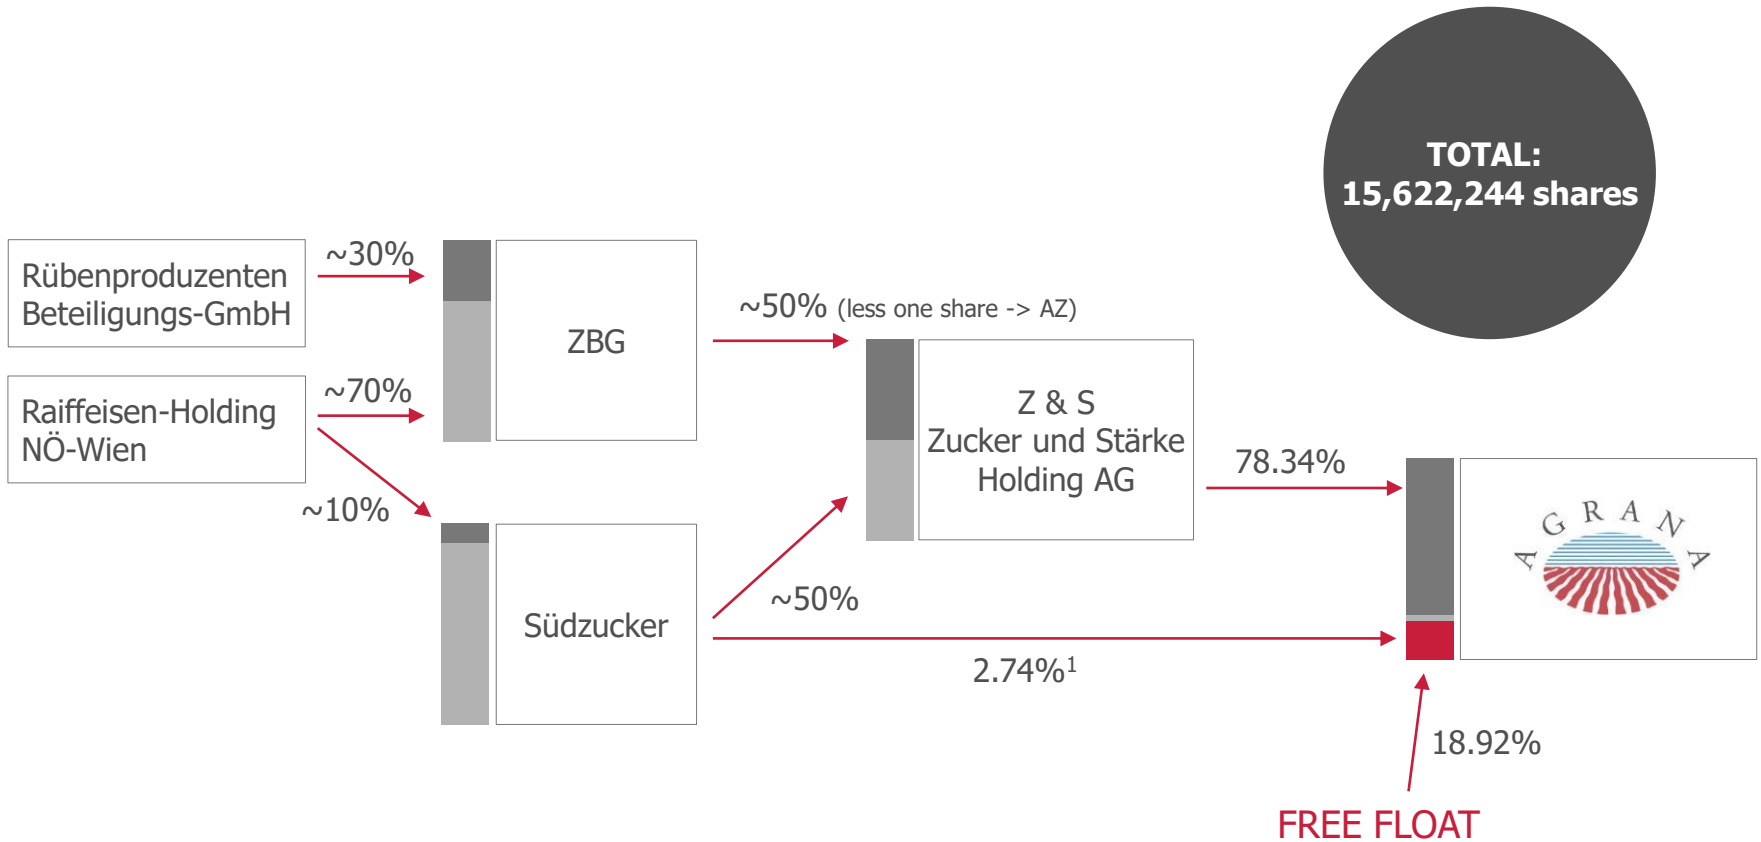 TOTAL:
15,622,244 shares
Rübenproduzenten
Beteiligungs-GmbH
~30%
ZBG
~50% (less one share -> AZ)
Raiffeisen-Holding
NÖ-Wien
~70%
~10%
Z & S
Zucker und Stärke
Holding AG
78.34%
AGRANA
Südzucker
~50%
2.74%¹
18.92%
FREE FLOAT